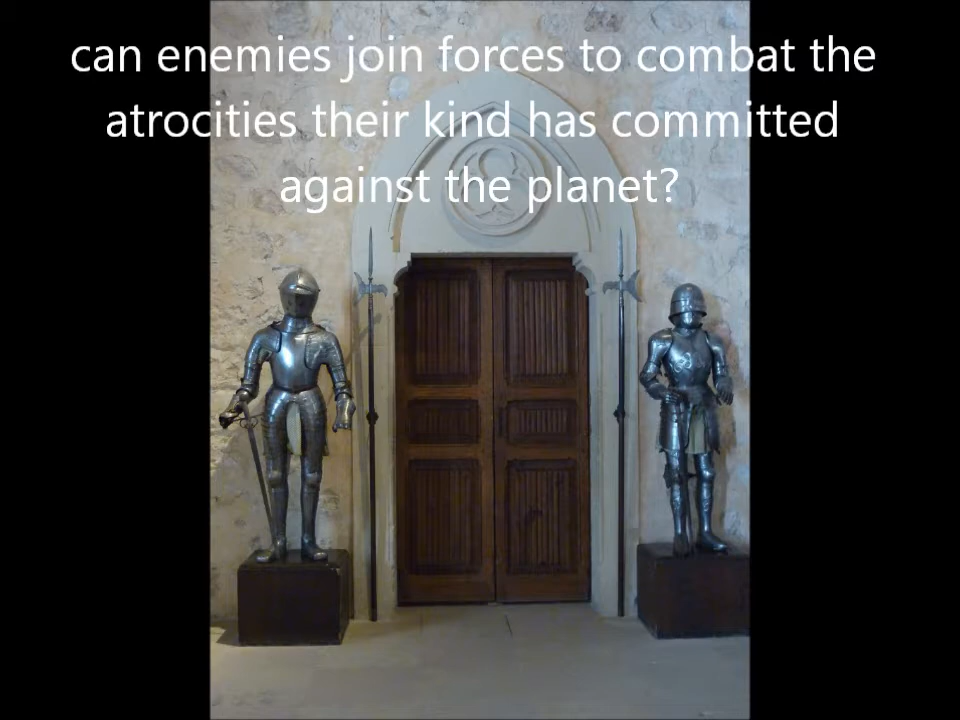 can enemies join forces to combat the
atrocities their kind has committed
against the planet?